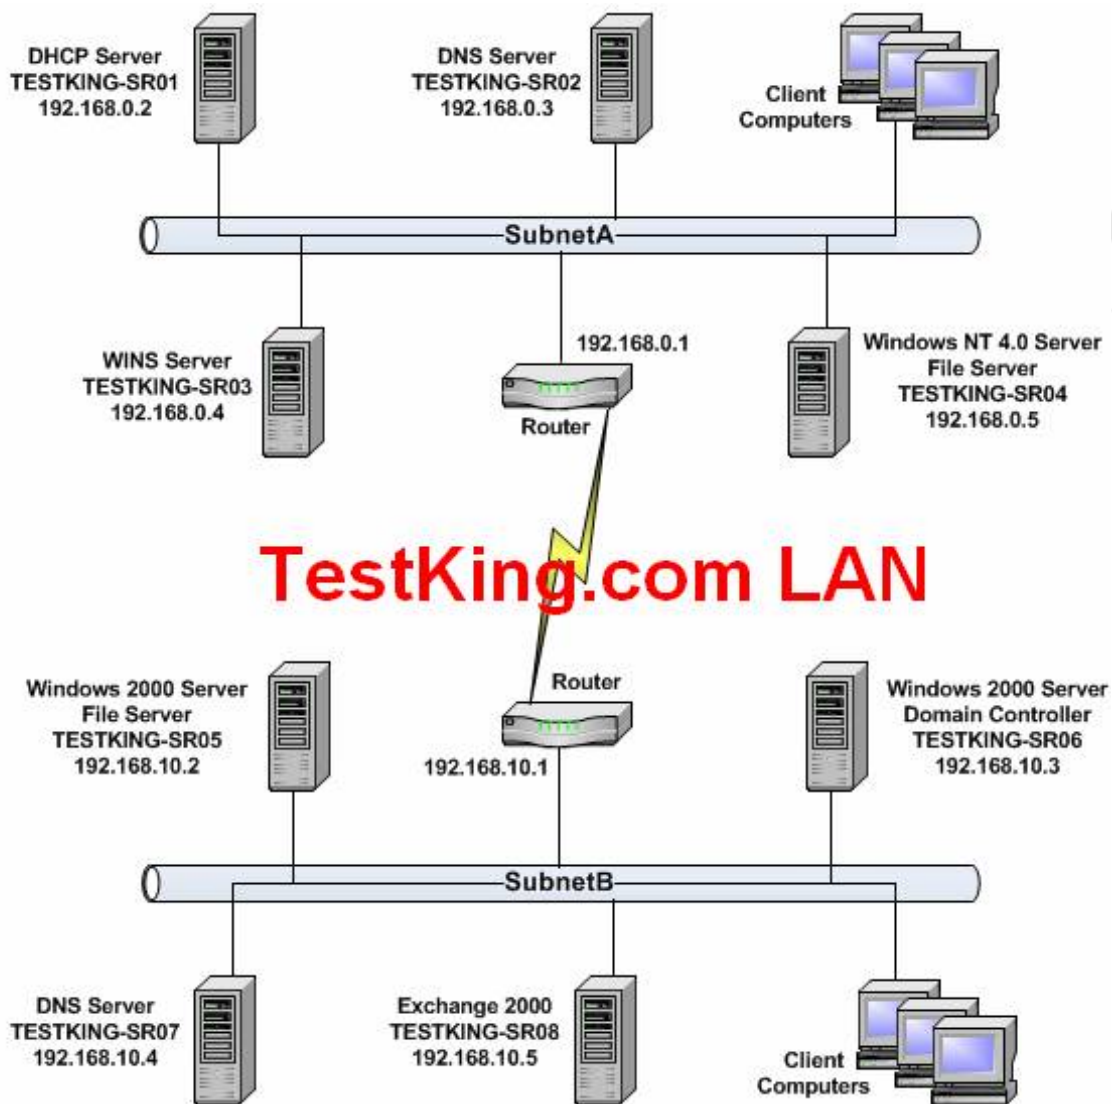 DHCP Server
TESTKING-SR01
192.168.0.2
DNS Server
TESTKING-SR02
192.168.0.3
Client
Computers
SubnetA
WINS Server
TESTKING-SR03
192.168.0.4
192.168.0.1
Router
Windows NT 4.0 Server
File Server
TESTKING-SR04
192.168.0.5
TestKing.com LAN
Windows 2000 Server
File Server
TESTKING-SR05
192.168.10.2
Router
192.168.10.1
Windows 2000 Server
Domain Controller
TESTKING-SR06
192.168.10.3
SubnetB
DNS Server
TESTKING-SR07
192.168.10.4
Exchange 2000
TESTKING-SR08
192.168.10.5
Client
Computers